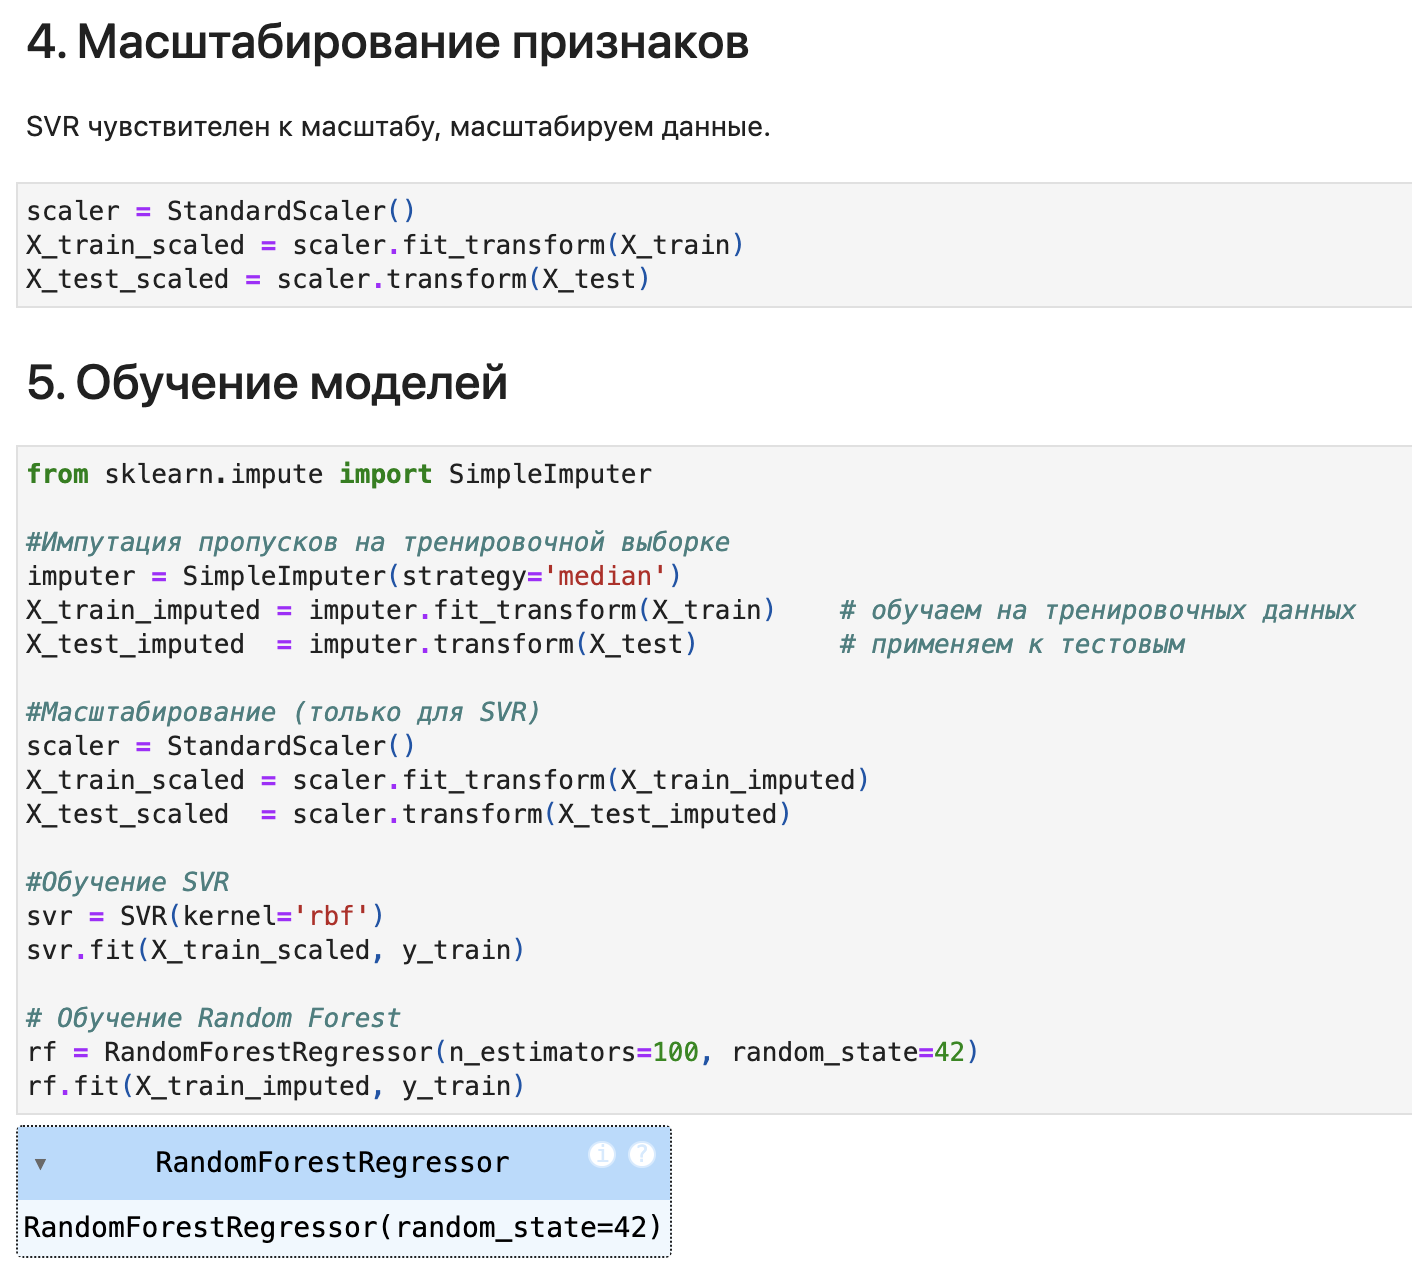 4. Масштабирование признаков
SVR чувствителен к масштабу, масштабируем данные.
scaler = StandardScaler()
X_train_scaled = scaler.fit_transform(X_train)
X_test_scaled = scaler.transform(X_test)
5. Обучение моделей
from sklearn.impute import SimpleImputer
#Импутация пропусков на тренировочной выборке
imputer = SimpleImputer(strategy='median')
X_train_imputed = imputer.fit_transform(X_train)    # обучаем на тренировочных данных
X_test_imputed  = imputer.transform(X_test)         # применяем к тестовым
#Масштабирование (только для SVR)
scaler = StandardScaler()
X_train_scaled = scaler.fit_transform(X_train_imputed)
X_test_scaled  = scaler.transform(X_test_imputed)
#Обучение SVR
svr = SVR(kernel='rbf')
svr.fit(X_train_scaled, y_train)
# Обучение Random Forest
rf = RandomForestRegressor(n_estimators=100, random_state=42)
rf.fit(X_train_imputed, y_train)
▼ RandomForestRegressor i ?
RandomForestRegressor(random_state=42)